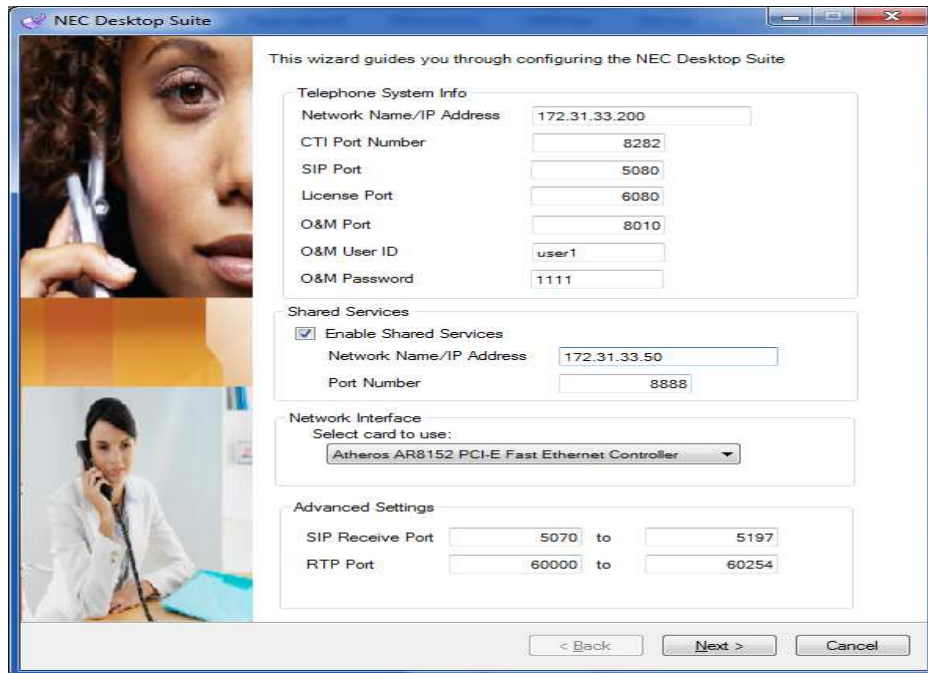 NEC Desktop Suite
This wizard guides you through configuring the NEC Desktop Suite
Telephone System Info
Network Name/IP Address 172.31.33.200
CTI Port Number 8282
SIP Port 5080
License Port 6080
O&M Port 8010
O&M User ID user1
O&M Password 1111
Shared Services
Enable Shared Services
Network Name/IP Address 172.31.33.50
Port Number 8888
Network Interface
Select card to use:
Atheros AR8152 PCI-E Fast Ethernet Controller
Advanced Settings
SIP Receive Port 5070 to 5197
RTP Port 60000 to 60254
< Back Next > Cancel